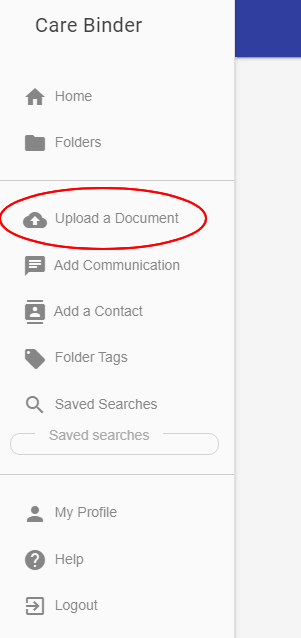 Care Binder
Home
Folders
Upload a Document
Add Communication
Add a Contact
Folder Tags
Saved Searches
Saved searches
My Profile
Help
Logout